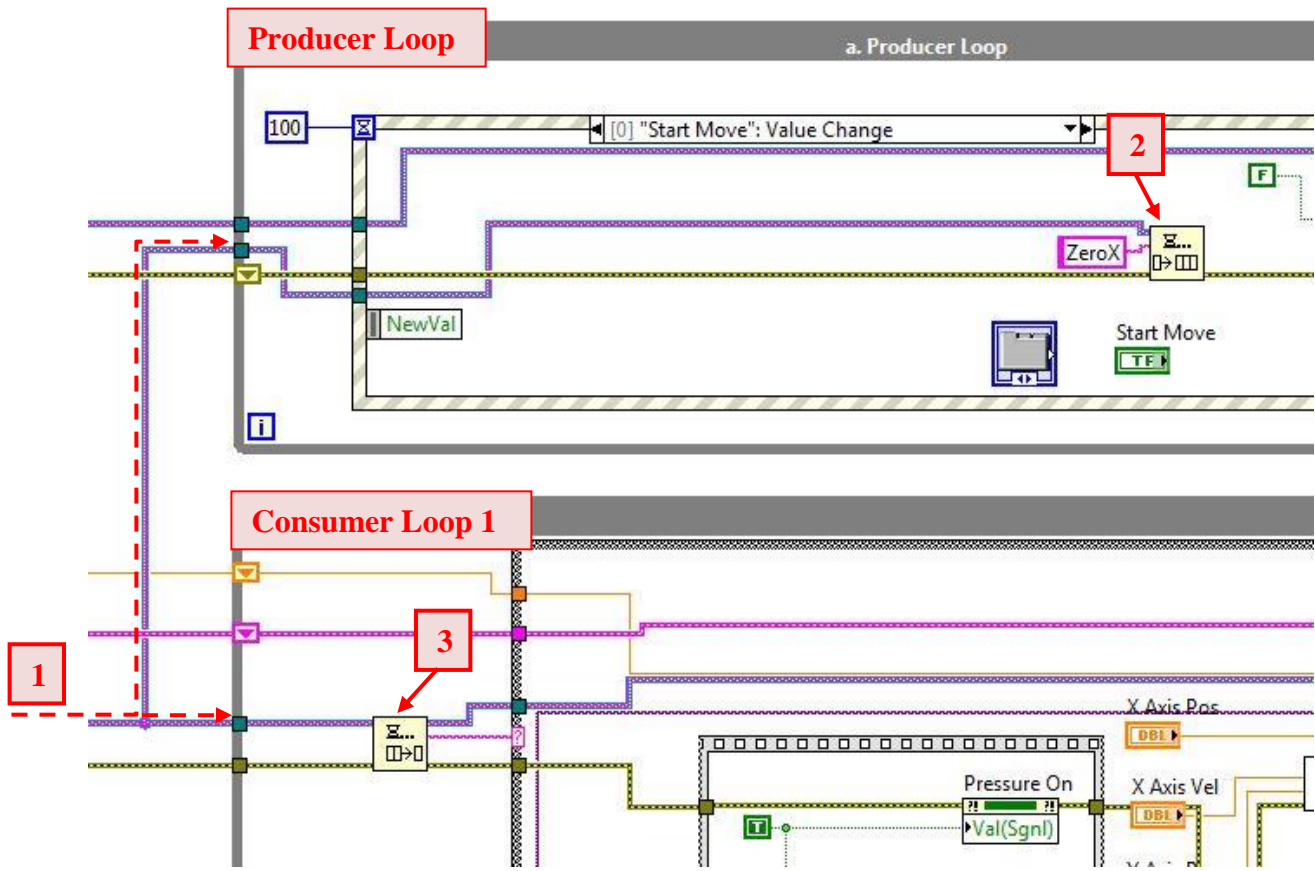 Producer Loop
a. Producer Loop
100
[0] "Start Move": Value Change
2
F
ZeroX
NewVal
Start Move
TF
i
Consumer Loop 1
3
1
?
X Axis Pos
DBL
Pressure On
X Axis Vel
?! ?!
DBL
T
Val(Sgnl)